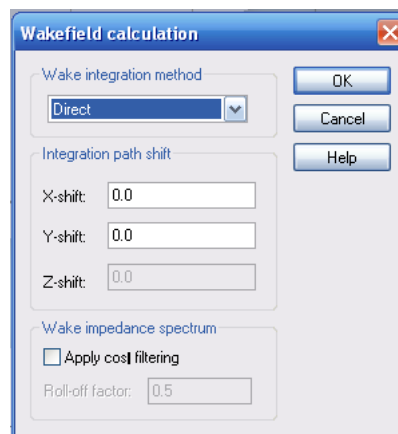 Wakefield calculation
Wake integration method
Direct
OK
Cancel
Help
Integration path shift
X-shift: 0.0
Y-shift: 0.0
Z-shift: 0.0
Wake impedance spectrum
Apply cos filtering
Roll-off factor: 0.5